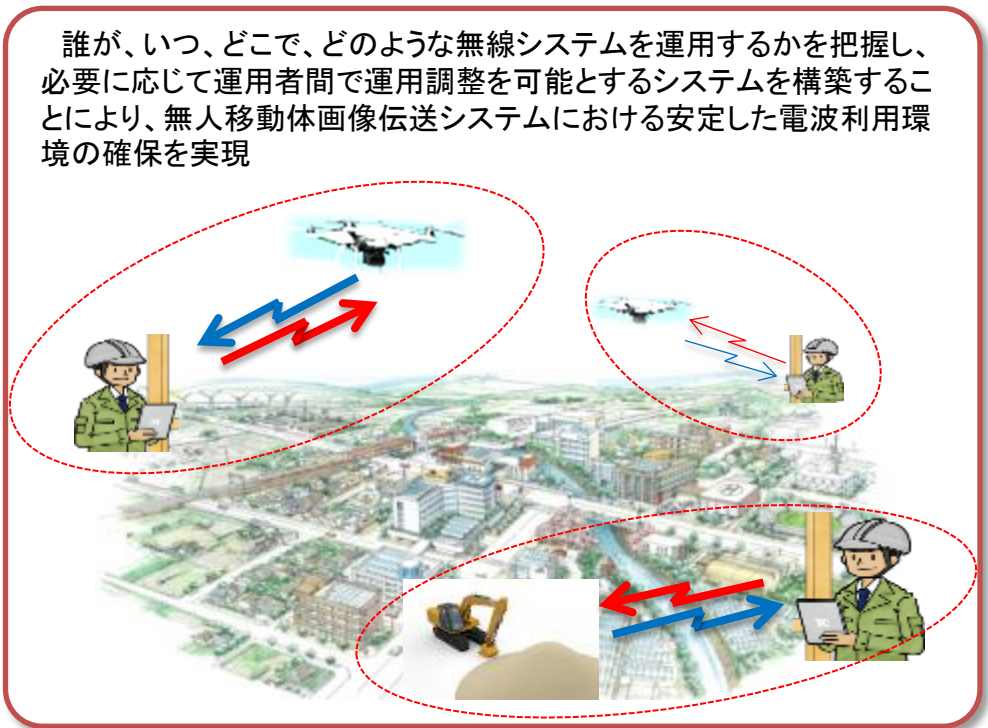 誰が、いつ、どこで、どのような無線システムを運用するかを把握し、
必要に応じて運用者間で運用調整を可能とするシステムを構築するこ
とにより、無人移動体画像伝送システムにおける安定した電波利用環
境の確保を実現